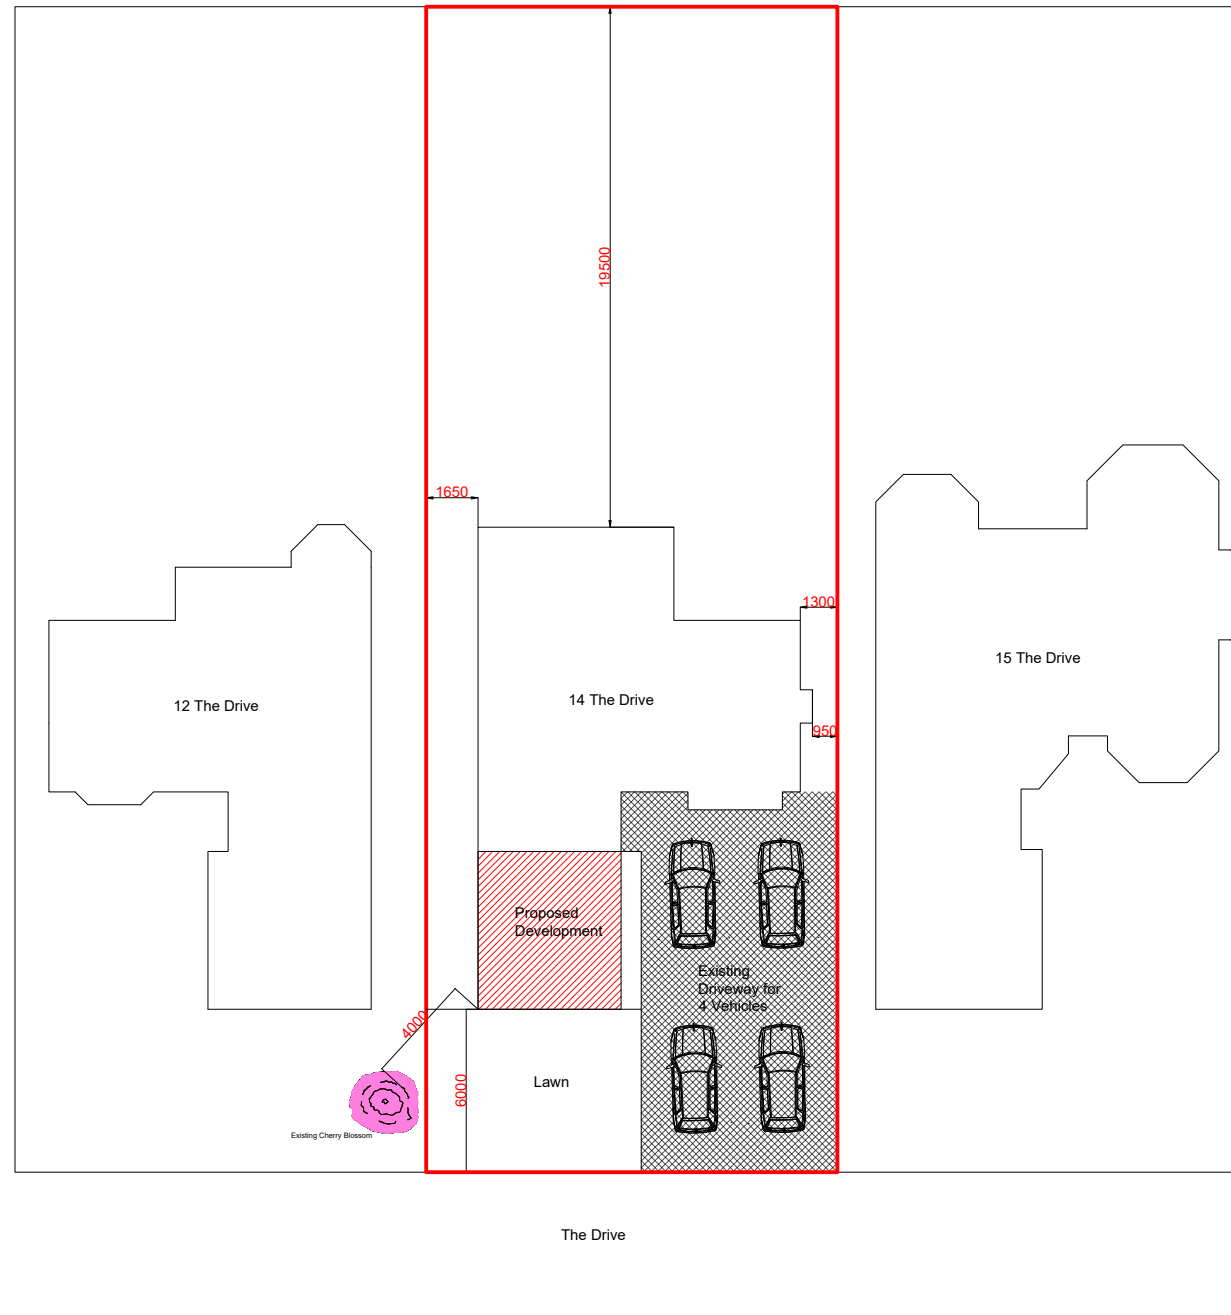 19500
1650
1300
15 The Drive
14 The Drive
12 The Drive
950
Proposed
Development
Existing
Driveway for
4 Vehicles
4000
6000
Lawn
Existing Cherry Blossom
The Drive